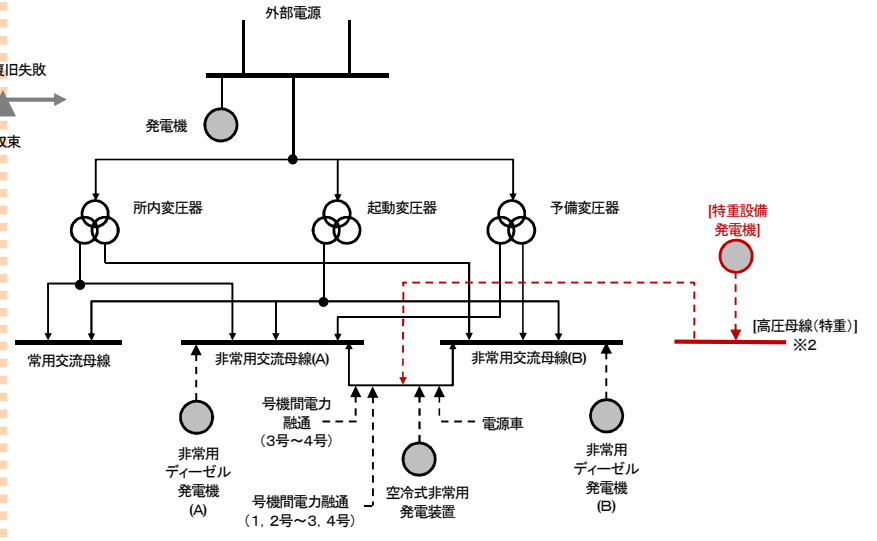 外部電源
復旧失敗
収束
発電機
所内変圧器
起動変圧器
予備変圧器
[特重設備
発電機]
[高圧母線(特重)]
※2
常用交流母線
非常用交流母線(A)
非常用交流母線(B)
号機間電力
融通
(3号~4号)
電源車
非常用
ディーゼル
発電機
(A)
号機間電力融通
(1, 2号~3, 4号)
空冷式非常用
発電装置
非常用
ディーゼル
発電機
(B)